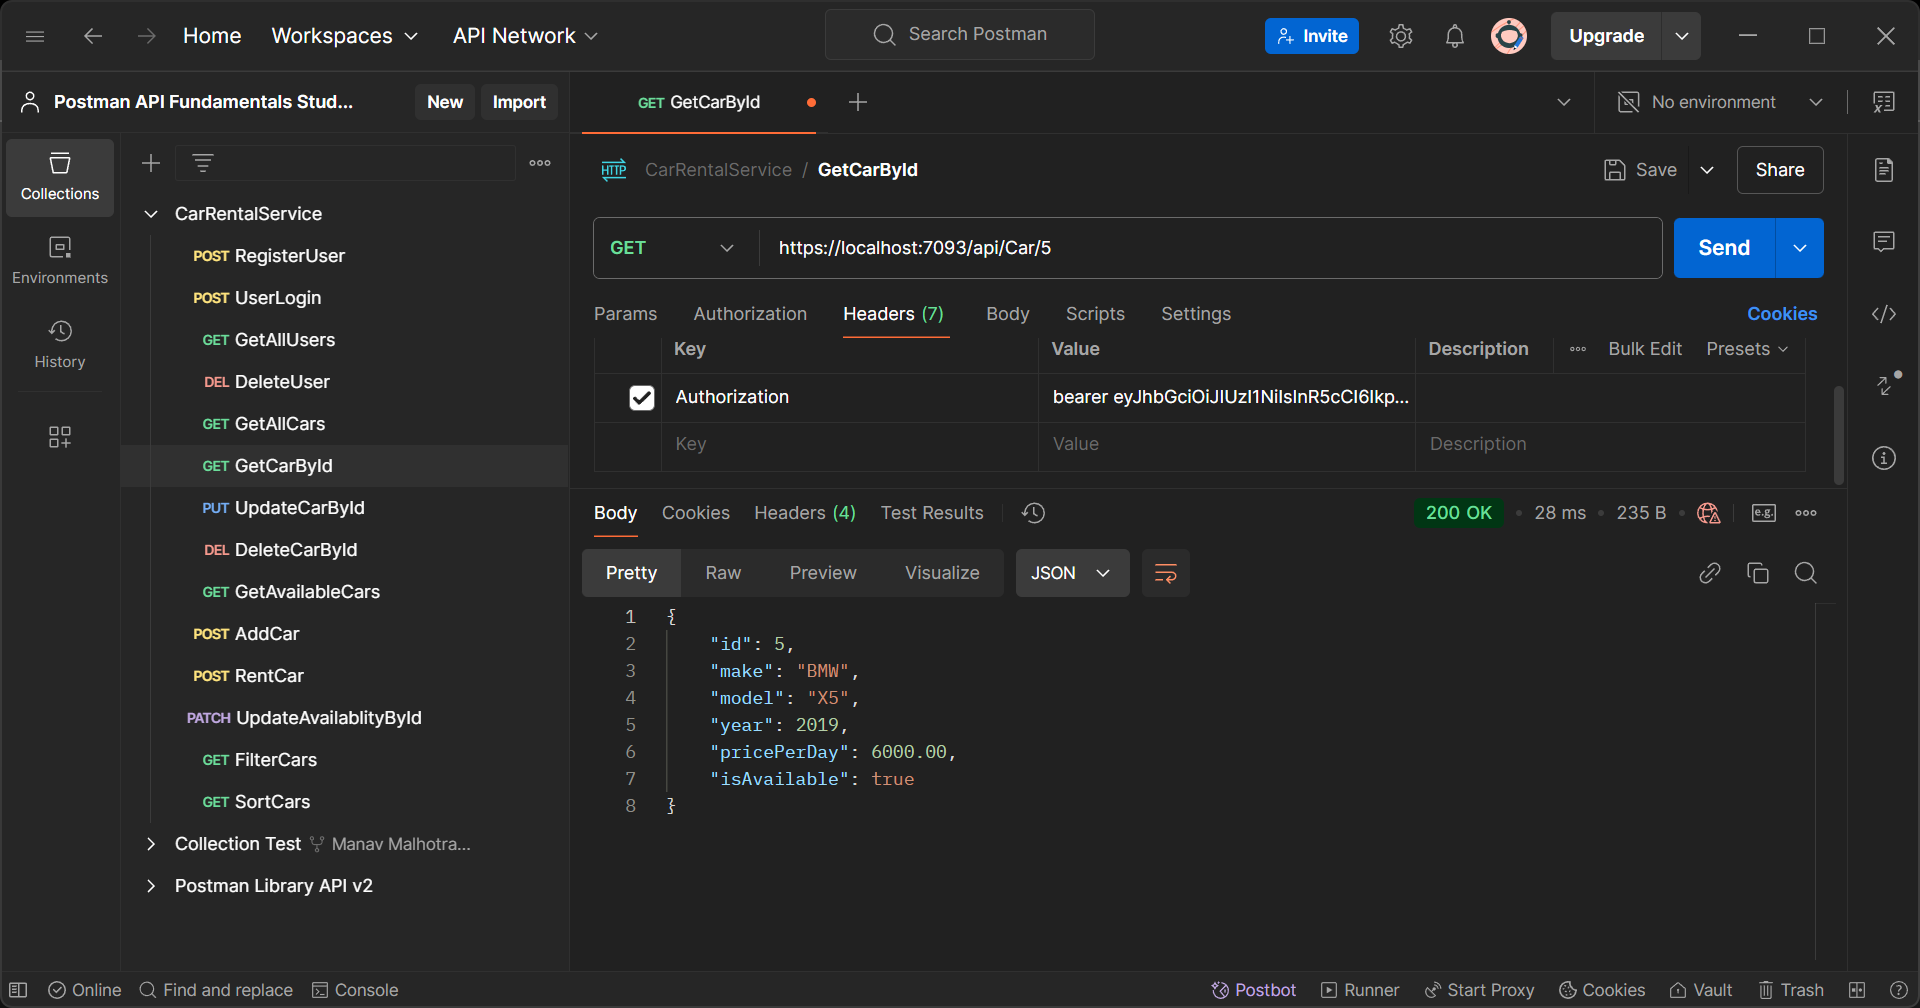 Home Workspaces API Network Search Postman Invite Upgrade
Postman API Fundamentals Stud... New Import GET GetCarById No environment
Collections
Environments
History
CarRentalService
POST RegisterUser
POST UserLogin
GET GetAllUsers
DEL DeleteUser
GET GetAllCars
GET GetCarById
PUT UpdateCarById
DEL DeleteCarById
GET GetAvailableCars
POST AddCar
POST RentCar
PATCH UpdateAvailablityById
GET FilterCars
GET SortCars
Collection Test Manav Malhotra...
Postman Library API v2
HTTP CarRentalService / GetCarById Save Share
GET https://localhost:7093/api/Car/5 Send
Params Authorization Headers (7) Body Scripts Settings Cookies
Key Value Description Bulk Edit Presets
Authorization bearer eyJhbGciOiJIUzI1NiIsInR5cCI6Ikp...
Key Value Description
Body Cookies Headers (4) Test Results 200 OK • 28 ms • 235 B • e.g.
Pretty Raw Preview Visualize JSON
1 {
2 "id": 5,
3 "make": "BMW",
4 "model": "X5",
5 "year": 2019,
6 "pricePerDay": 6000.00,
7 "isAvailable": true
8 }
Online Find and replace Console Postbot Runner Start Proxy Cookies Vault Trash